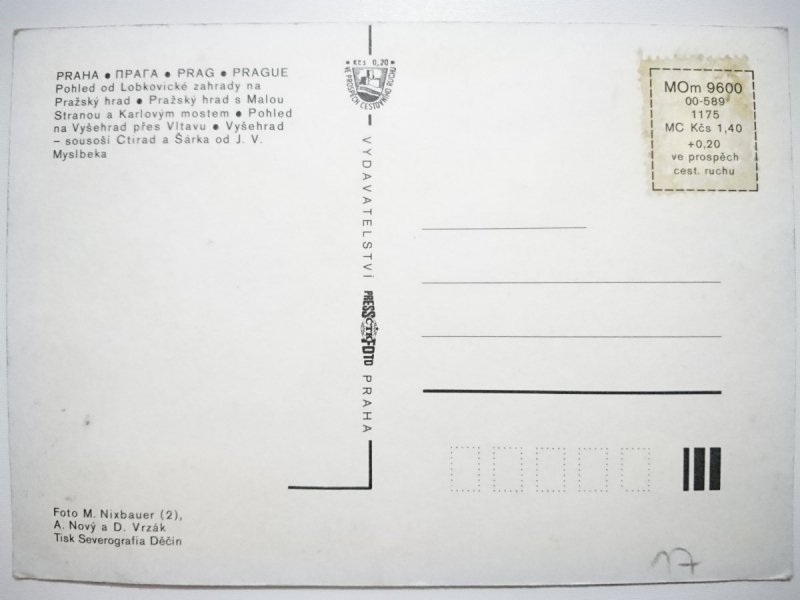 PRAHA ● ПРАГА ● PRAG ● PRAGUE
Pohled od Lobkovické zahrady na
Pražský hrad ● Pražský hrad s Malou
Stranou a Karlovým mostem ● Pohled
na Vyšehrad přes Vltavu ● Vyšehrad
– sousoší Ctirad a Šárka od J. V.
Myslbeka
Kčs 0,20
VE PROSPĚCH CESTOVNÍHO RUCHU
VYDAVATELSTVÍ
PRESS
ČTK
FOTO
PRAHA
MOm 9600
00-589
1175
MC Kčs 1,40
+0,20
ve prospěch
cest. ruchu
Foto M. Nixbauer (2),
A. Nový a D. Vrzák
Tisk Severografia Děčín
17